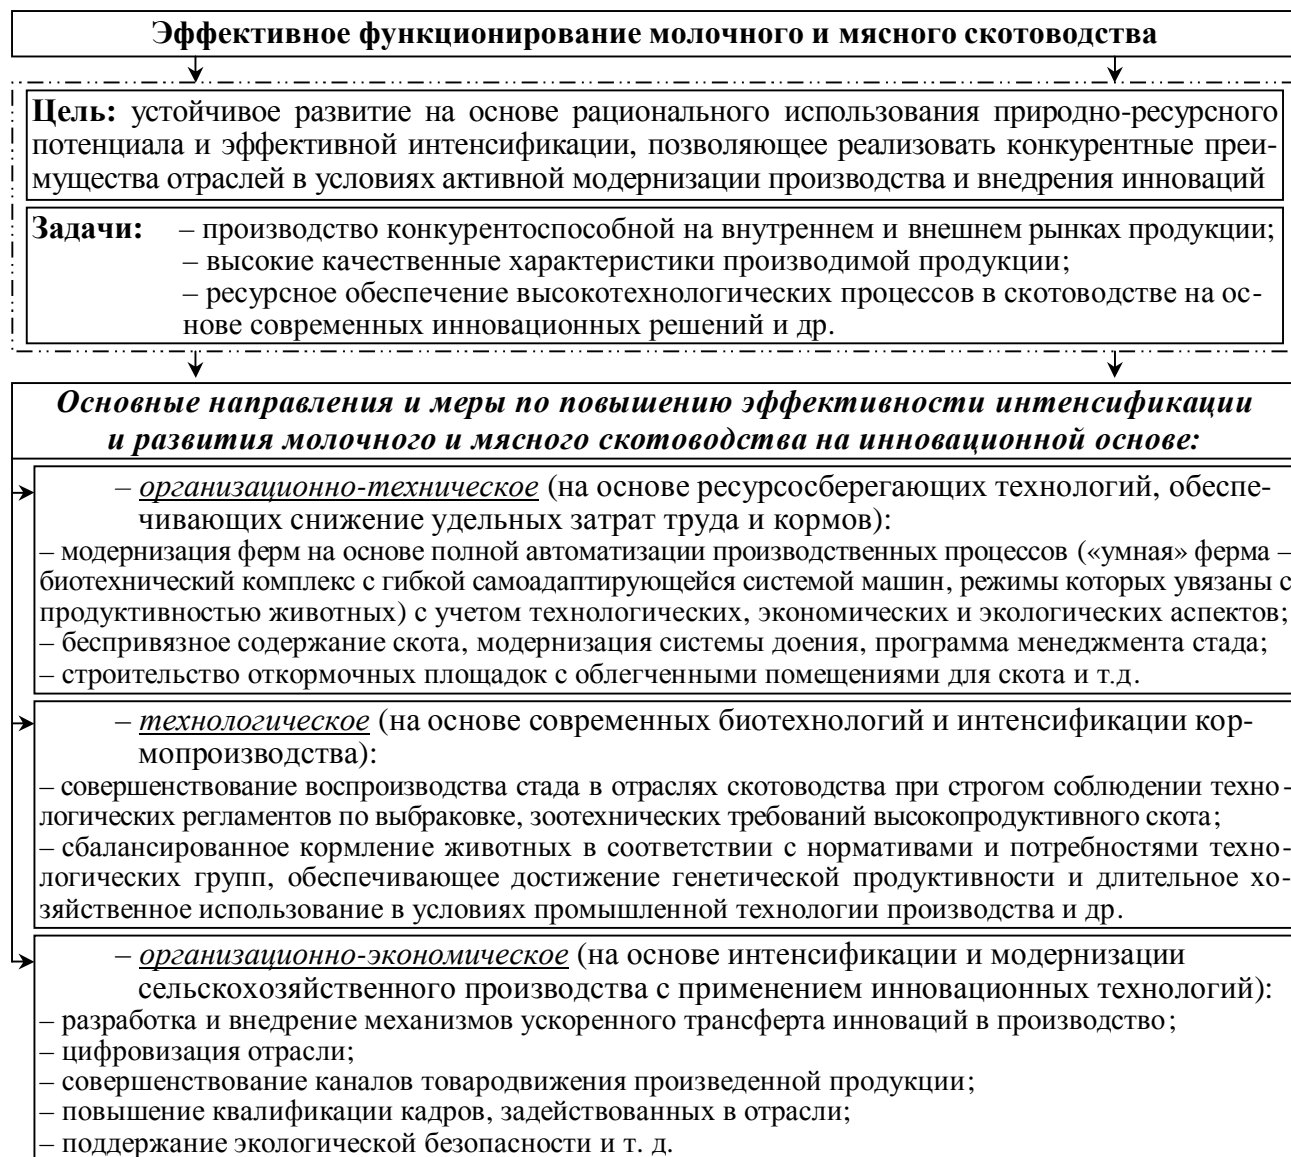 Эффективное функционирование молочного и мясного скотоводства
Цель: устойчивое развитие на основе рационального использования природно-ресурсного
потенциала и эффективной интенсификации, позволяющее реализовать конкурентные преи-
мущества отраслей в условиях активной модернизации производства и внедрения инноваций
Задачи: – производство конкурентоспособной на внутреннем и внешнем рынках продукции;
– высокие качественные характеристики производимой продукции;
– ресурсное обеспечение высокотехнологических процессов в скотоводстве на ос-
нове современных инновационных решений и др.
Основные направления и меры по повышению эффективности интенсификации
и развития молочного и мясного скотоводства на инновационной основе:
– организационно-техническое (на основе ресурсосберегающих технологий, обеспе-
чивающих снижение удельных затрат труда и кормов):
– модернизация ферм на основе полной автоматизации производственных процессов («умная» ферма –
биотехнический комплекс с гибкой самоадаптирующейся системой машин, режимы которых увязаны с
продуктивностью животных) с учетом технологических, экономических и экологических аспектов;
– беспривязное содержание скота, модернизация системы доения, программа менеджмента стада;
– строительство откормочных площадок с облегченными помещениями для скота и т.д.
– технологическое (на основе современных биотехнологий и интенсификации кор-
мопроизводства):
– совершенствование воспроизводства стада в отраслях скотоводства при строгом соблюдении техно-
логических регламентов по выбраковке, зоотехнических требований высокопродуктивного скота;
– сбалансированное кормление животных в соответствии с нормативами и потребностями техно-
логических групп, обеспечивающее достижение генетической продуктивности и длительное хо-
зяйственное использование в условиях промышленной технологии производства и др.
– организационно-экономическое (на основе интенсификации и модернизации
сельскохозяйственного производства с применением инновационных технологий):
– разработка и внедрение механизмов ускоренного трансферта инноваций в производство;
– цифровизация отрасли;
– совершенствование каналов товародвижения произведенной продукции;
– повышение квалификации кадров, задействованных в отрасли;
– поддержание экологической безопасности и т. д.